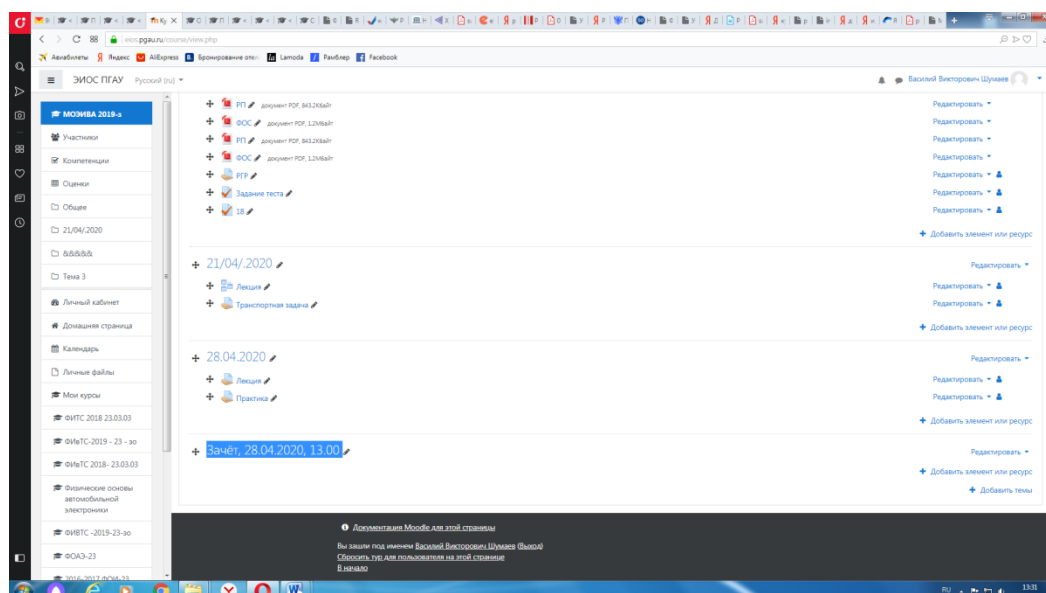 eios.pgau.ru/course/view.php
Авиабилеты Яндекс AliExpress Бронирование отел Lamoda Рамблер Facebook
ЭИОС ПГАУ Русский (ru) Василий Викторович Шумаев
МОЭИВА 2019-з
Участники
Компетенции
Оценки
Общее
21/04/.2020
&&&&&
Тема 3
Личный кабинет
Домашняя страница
Календарь
Личные файлы
Мои курсы
ФИТС 2018 23.03.03
ФИвТС-2019 - 23 - зо
ФИвТС 2018- 23.03.03
Физические основы
автомобильной
электроники
ФИВТС -2019-23-зо
ФОАЭ-23
РП документ PDF, 843.2Кбайт Редактировать
ФОС документ PDF, 1.2Мбайт Редактировать
РП документ PDF, 843.2Кбайт Редактировать
ФОС документ PDF, 1.2Мбайт Редактировать
РГР Редактировать
Задание теста Редактировать
18 Редактировать
Добавить элемент или ресурс
21/04/.2020 Редактировать
Лекция Редактировать
Транспортная задача Редактировать
Добавить элемент или ресурс
28.04.2020 Редактировать
Лекция Редактировать
Практика Редактировать
Добавить элемент или ресурс
Зачёт, 28.04.2020, 13.00 Редактировать
Добавить элемент или ресурс
Добавить темы
Документация Moodle для этой страницы
Вы зашли под именем Василий Викторович Шумаев (Выход)
Сбросить тур для пользователя на этой странице
В начало
RU 13:31